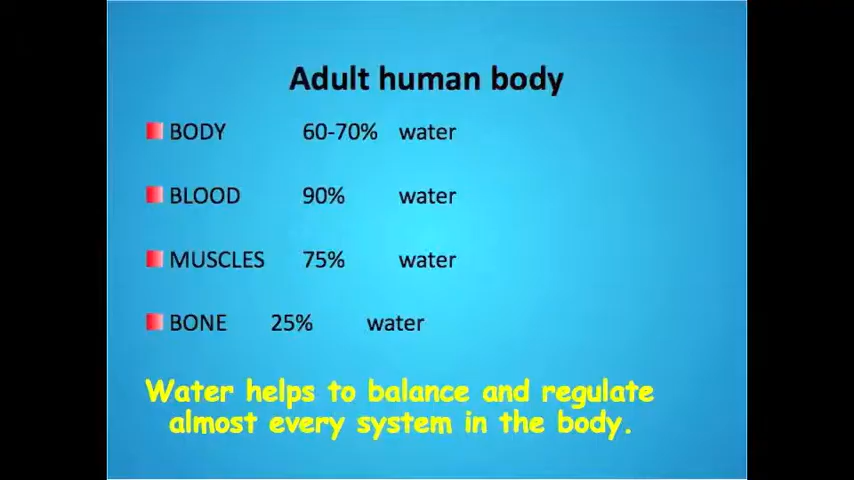 Adult human body
BODY 60-70% water
BLOOD 90% water
MUSCLES 75% water
BONE 25% water
Water helps to balance and regulate
almost every system in the body.